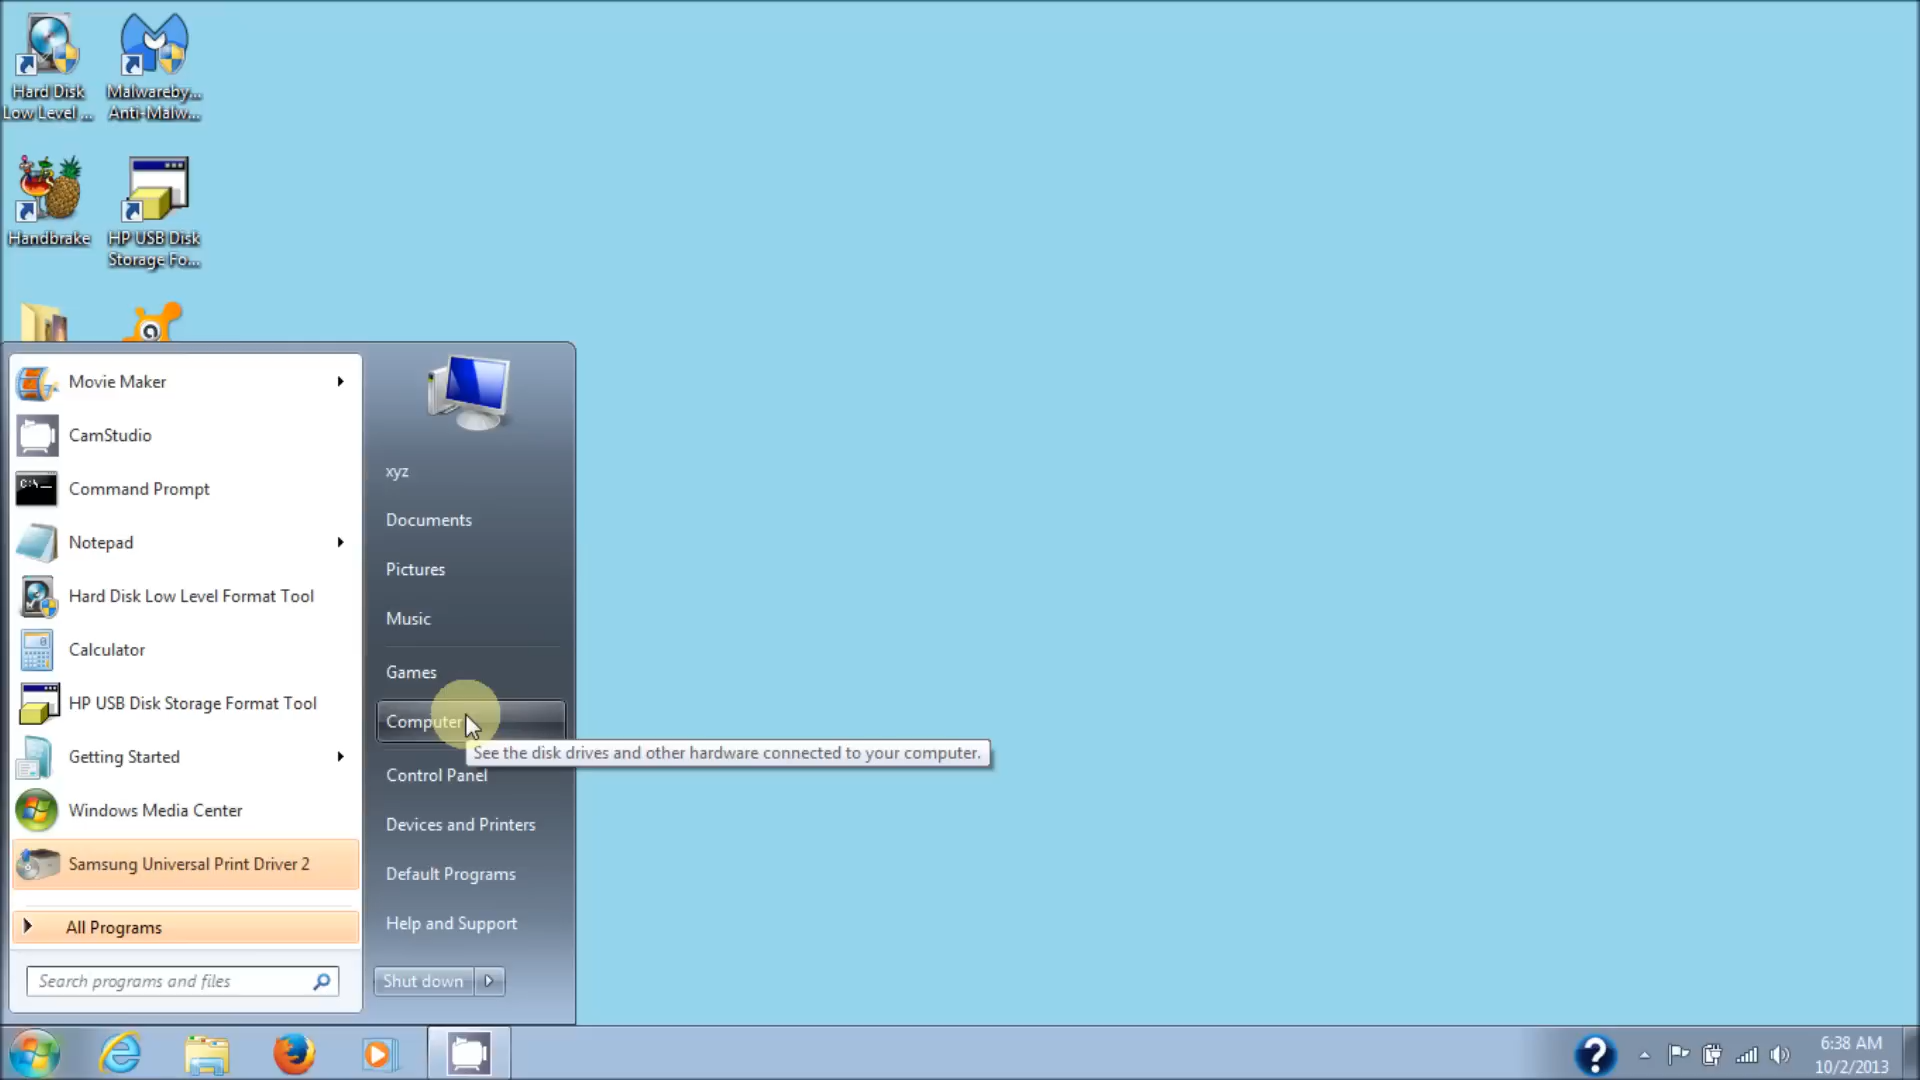 Hard Disk
Low Level ...
Malwareby...
Anti-Malw...
Handbrake
HP USB Disk
Storage Fo...
Movie Maker
CamStudio
C:\_
Command Prompt
Notepad
Hard Disk Low Level Format Tool
Calculator
HP USB Disk Storage Format Tool
Getting Started
Windows Media Center
Samsung Universal Print Driver 2
All Programs
Search programs and files
xyz
Documents
Pictures
Music
Games
Computer
See the disk drives and other hardware connected to your computer.
Control Panel
Devices and Printers
Default Programs
Help and Support
Shut down
6:38 AM
10/2/2013